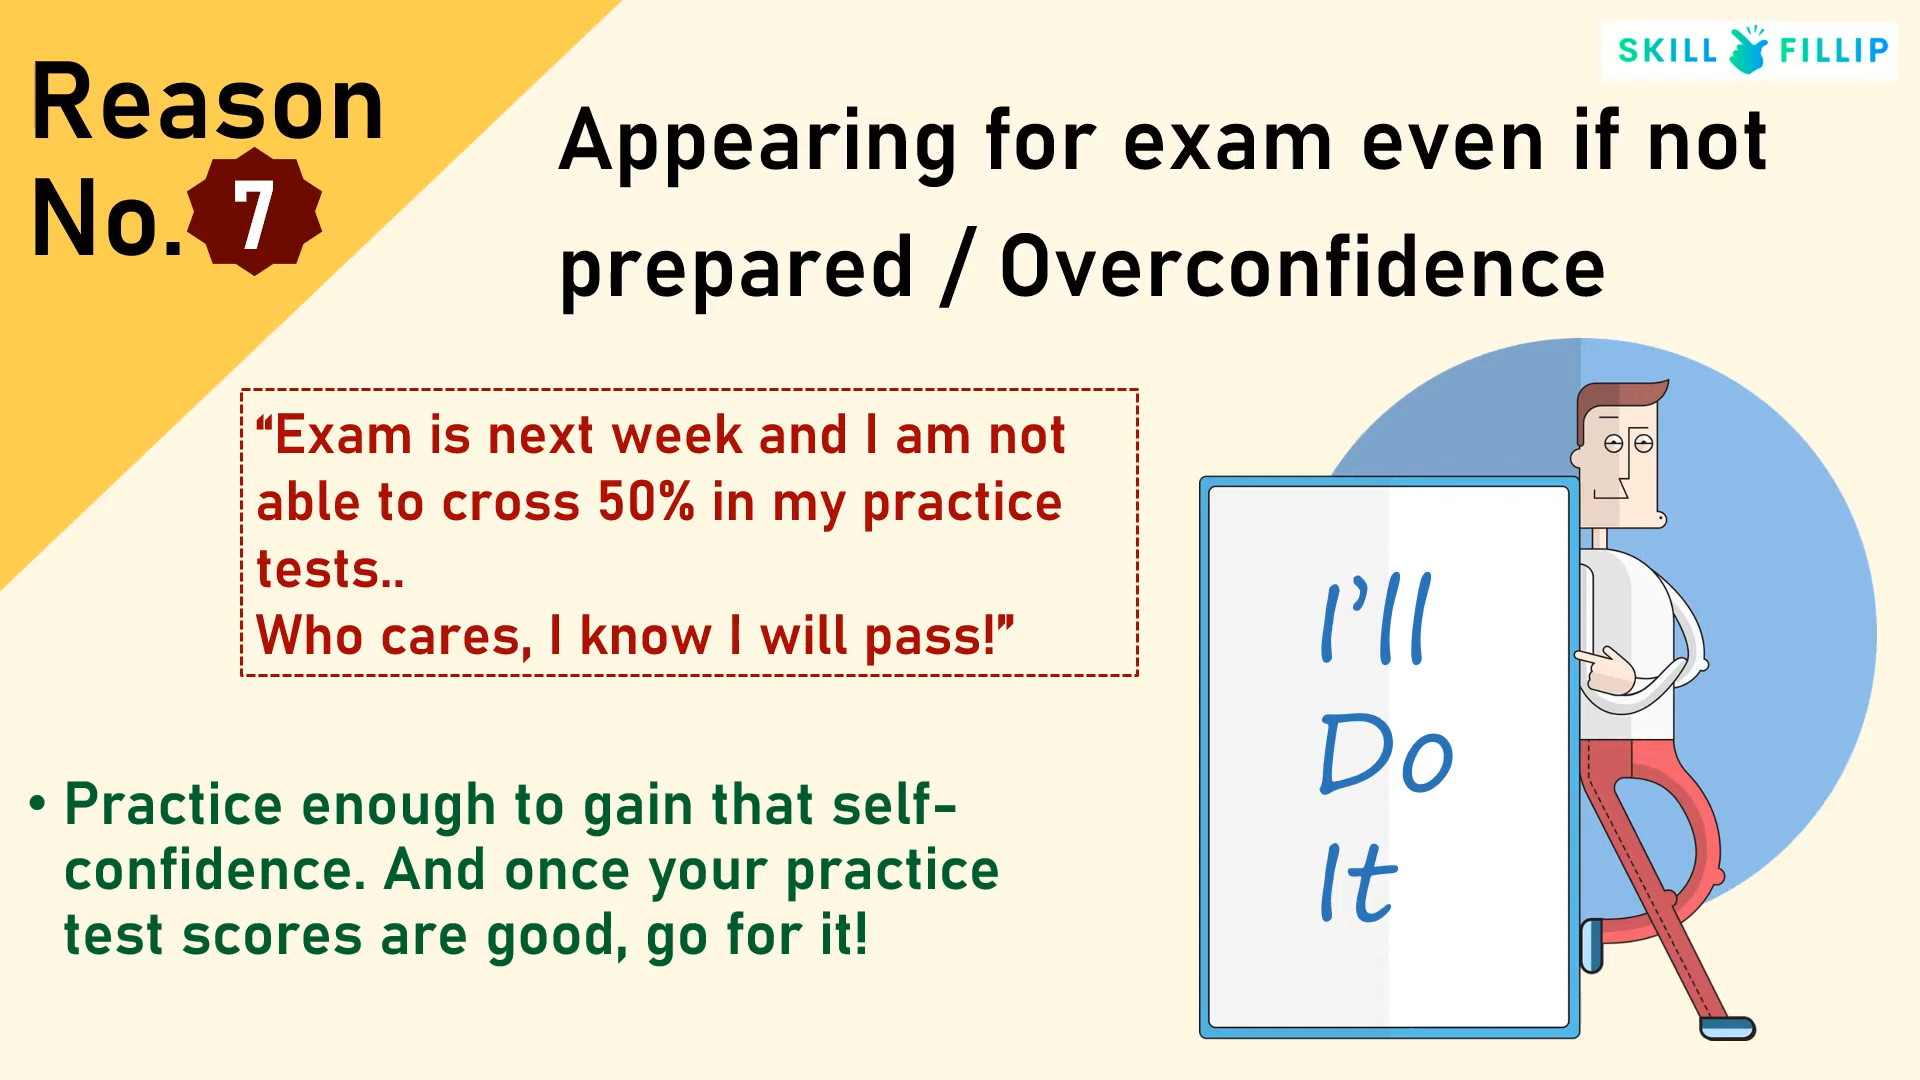 SKILL FILLIP
Reason
No. 7
Appearing for exam even if not
prepared / Overconfidence
“Exam is next week and I am not
able to cross 50% in my practice
tests..
Who cares, I know I will pass!”
I’ll
Do
It
• Practice enough to gain that self-
confidence. And once your practice
test scores are good, go for it!